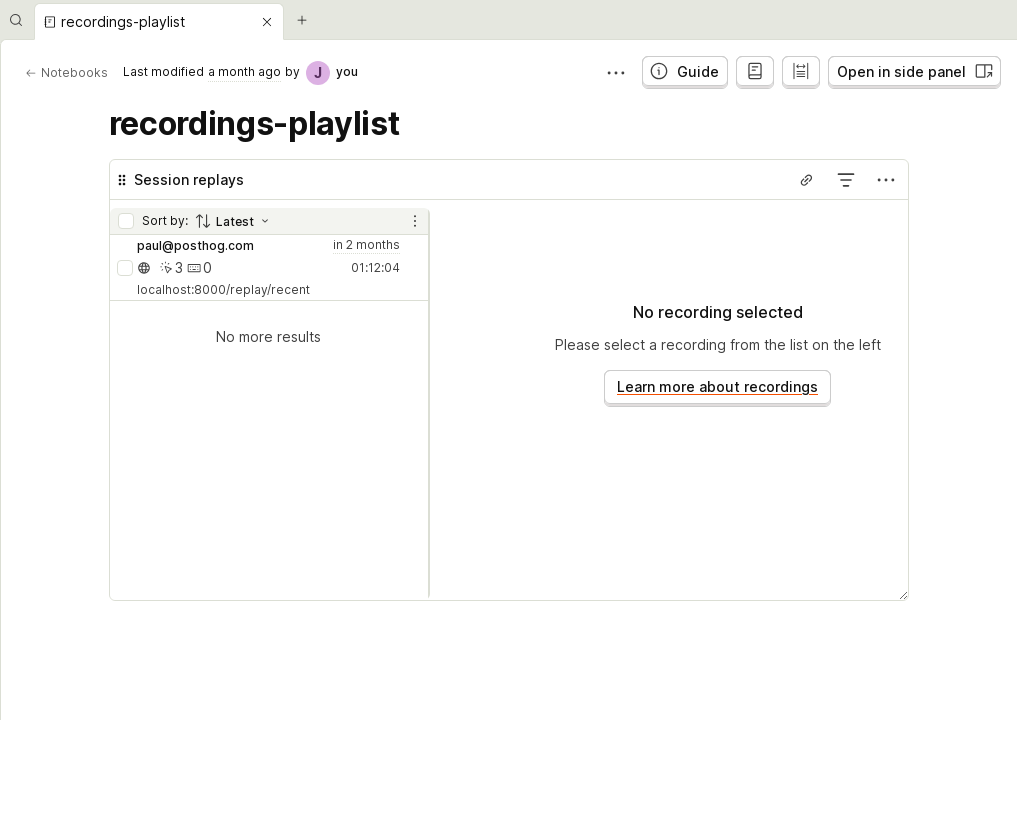 recordings-playlist
Notebooks
Last modified a month ago by J you
Guide
Open in side panel
recordings-playlist
Session replays
Sort by: Latest
paul@posthog.com in 2 months
3 0 01:12:04
localhost:8000/replay/recent
No more results
No recording selected
Please select a recording from the list on the left
Learn more about recordings